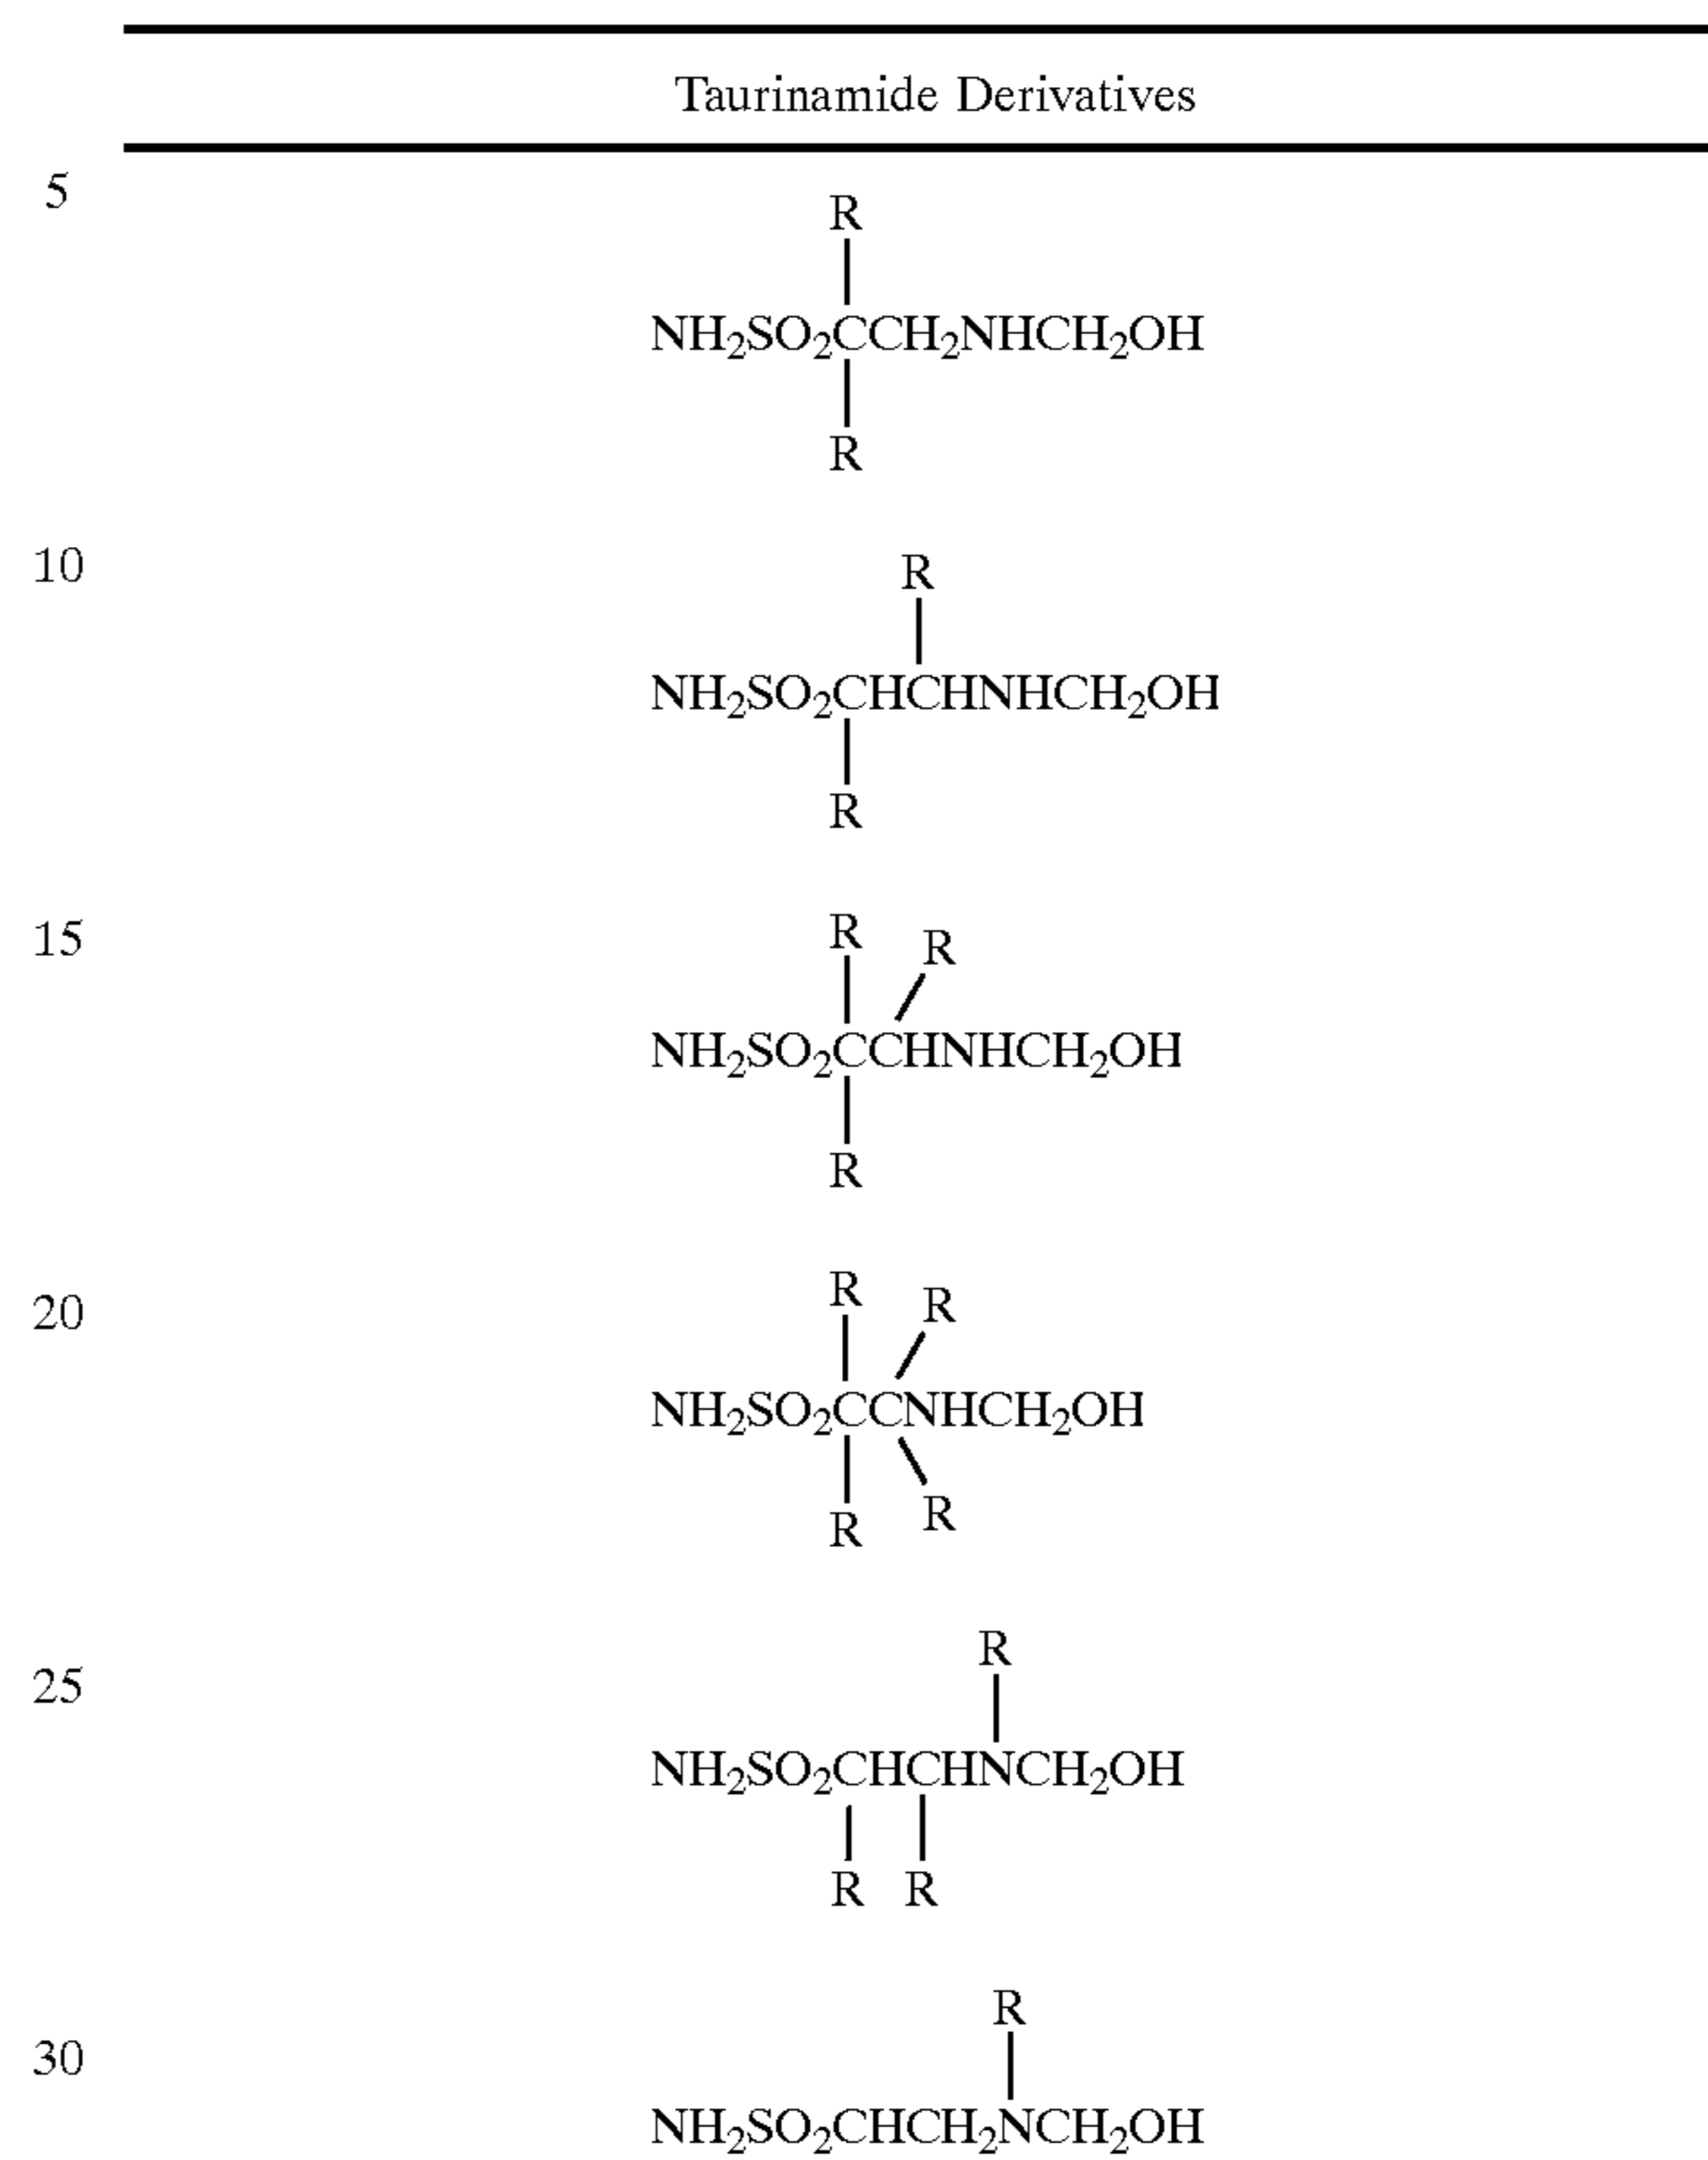 Taurinamide Derivatives
5
R
NH₂SO₂CCH₂NHCH₂OH
R
10
R
NH₂SO₂CHCHNHCH₂OH
R
15
R R
NH₂SO₂CCHNHCH₂OH
R
20
R R
NH₂SO₂CCNHCH₂OH
R R
25
R
NH₂SO₂CHCHNCH₂OH
R R
30
R
NH₂SO₂CHCH₂NCH₂OH